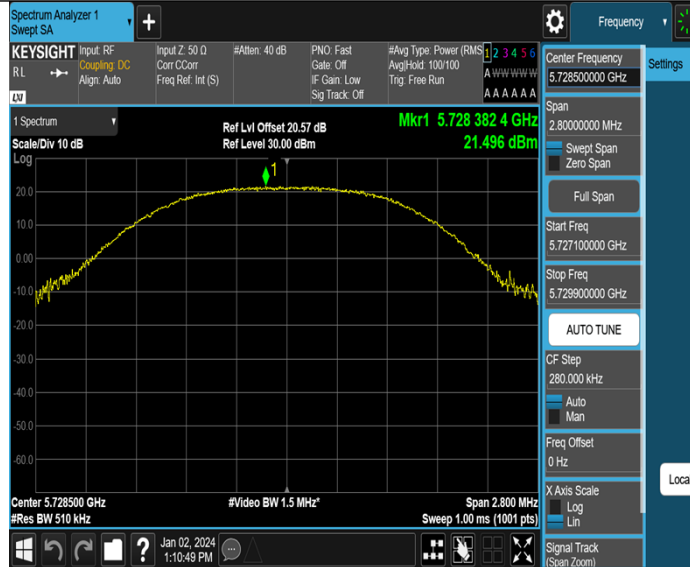 Spectrum Analyzer 1
Swept SA
+
Frequency
KEYSIGHT Input: RF Input Z: 50 Ω #Atten: 40 dB PNO: Fast #Avg Type: Power (RMS 1 2 3 4 5 6
RL Coupling: DC Corr CCorr Gate: Off Avg|Hold: 100/100 A W W W W W
Align: Auto Freq Ref: Int (S) IF Gain: Low Trig: Free Run
LXI Sig Track: Off A A A A A A
Center Frequency
5.728500000 GHz
Settings
Span
2.80000000 MHz
Swept Span
Zero Span
Full Span
Start Freq
5.727100000 GHz
Stop Freq
5.729900000 GHz
AUTO TUNE
CF Step
280.000 kHz
Auto
Man
Freq Offset
0 Hz
X Axis Scale
Log
Lin
Signal Track
(Span Zoom)
Loca
1 Spectrum
Ref Lvl Offset 20.57 dB Mkr1 5.728 382 4 GHz
Scale/Div 10 dB Ref Level 30.00 dBm 21.496 dBm
Log
1
20.0
10.0
0.00
-10.0
-20.0
-30.0
-40.0
-50.0
-60.0
Center 5.728500 GHz #Video BW 1.5 MHz* Span 2.800 MHz
#Res BW 510 kHz Sweep 1.00 ms (1001 pts)
? Jan 02, 2024
1:10:49 PM